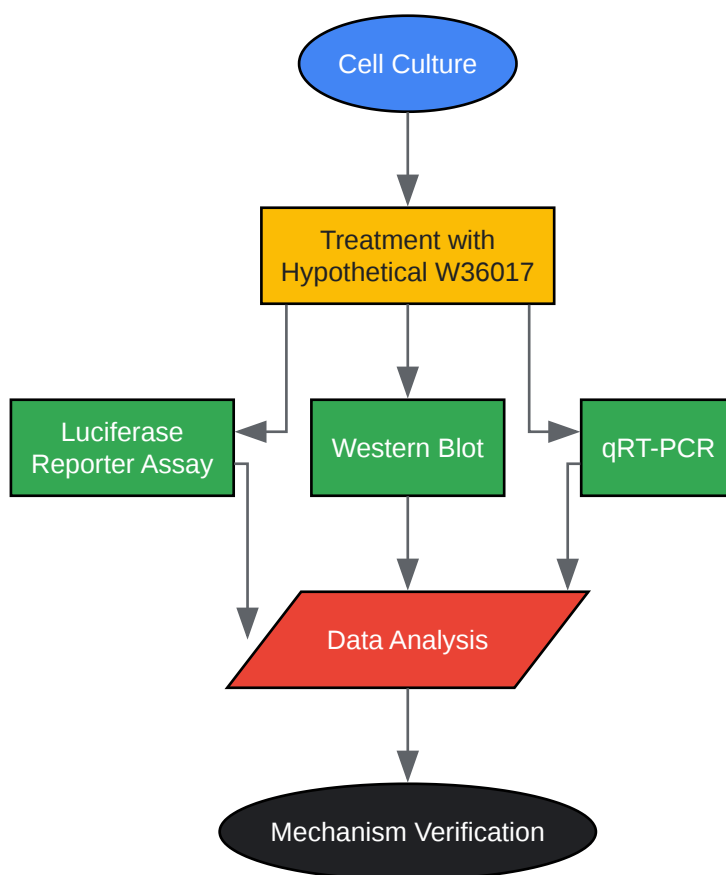 Cell Culture
Treatment with
Hypothetical W36017
Luciferase
Reporter Assay
Western Blot
qRT-PCR
Data Analysis
Mechanism Verification